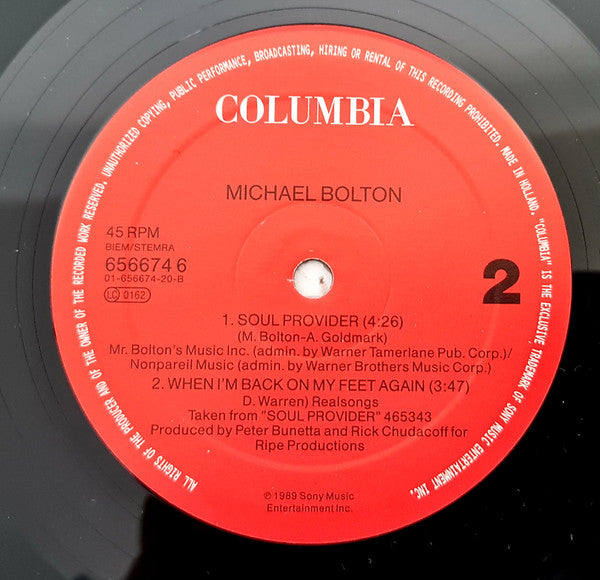 ALL RIGHTS OF THE PRODUCER AND OF THE OWNER OF THE RECORDED WORK RESERVED. UNAUTHORIZED COPYING, PUBLIC PERFORMANCE, BROADCASTING, HIRING OR RENTAL OF THIS RECORDING PROHIBITED. MADE IN HOLLAND. "COLUMBIA" IS THE EXCLUSIVE TRADEMARK OF SONY MUSIC ENTERTAINMENT INC.
COLUMBIA
MICHAEL BOLTON
45 RPM
BIEM/STEMRA
656674 6
01-656674-20-B
LC 0162
2
1. SOUL PROVIDER (4:26)
(M. Bolton-A. Goldmark)
Mr. Bolton's Music Inc. (admin. by Warner Tamerlane Pub. Corp.)/
Nonpareil Music (admin. by Warner Brothers Music Corp.)
2. WHEN I'M BACK ON MY FEET AGAIN (3:47)
D. Warren) Realsongs
Taken from "SOUL PROVIDER" 465343
Produced by Peter Bunetta and Rick Chudacoff for
Ripe Productions
℗ 1989 Sony Music
Entertainment Inc.